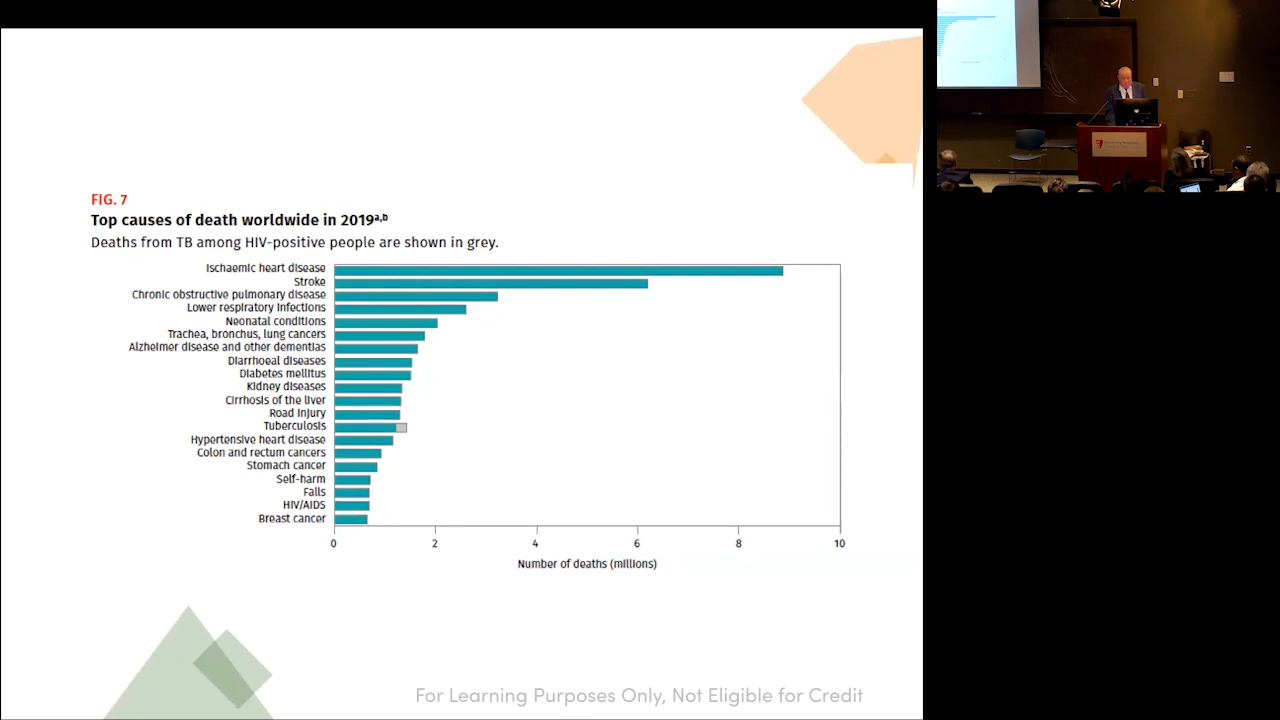 FIG. 7
Top causes of death worldwide in 2019a,b
Deaths from TB among HIV-positive people are shown in grey.
Ischaemic heart disease
Stroke
Chronic obstructive pulmonary disease
Lower respiratory infections
Neonatal conditions
Trachea, bronchus, lung cancers
Alzheimer disease and other dementias
Diarrhoeal diseases
Diabetes mellitus
Kidney diseases
Cirrhosis of the liver
Road injury
Tuberculosis
Hypertensive heart disease
Colon and rectum cancers
Stomach cancer
Self-harm
Falls
HIV/AIDS
Breast cancer
0 2 4 6 8 10
Number of deaths (millions)
For Learning Purposes Only, Not Eligible for Credit